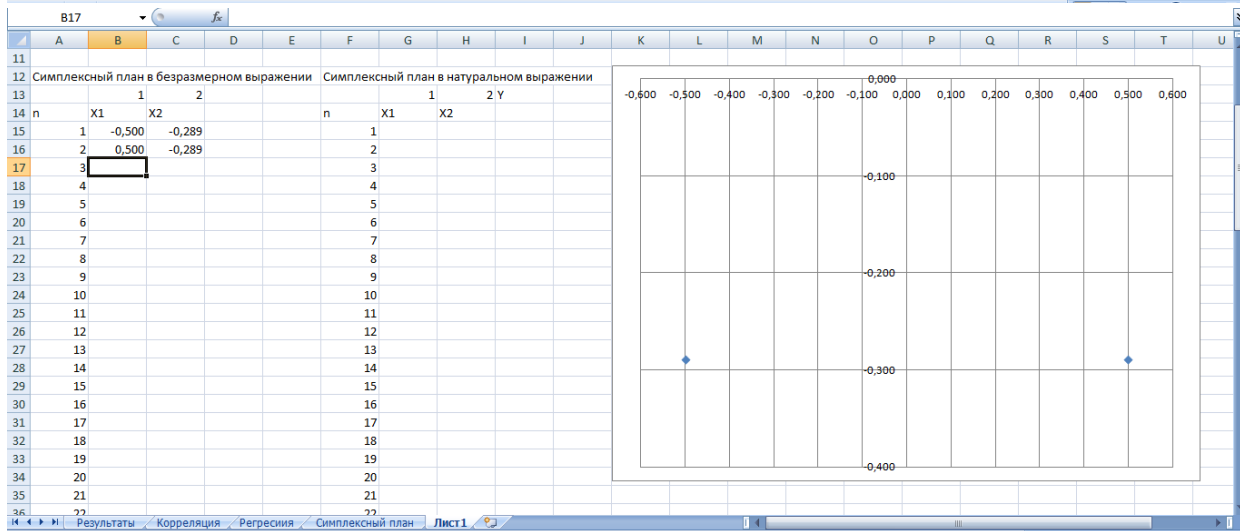 B17 fx
A B C D E F G H I J K L M N O P Q R S T U
11
12 Симплексный план в безразмерном выражении Симплексный план в натуральном выражении
13 1 2 1 2 Y
14 n X1 X2 n X1 X2
15 1 -0,500 -0,289 1
16 2 0,500 -0,289 2
17 3 3
18 4 4
19 5 5
20 6 6
21 7 7
22 8 8
23 9 9
24 10 10
25 11 11
26 12 12
27 13 13
28 14 14
29 15 15
30 16 16
31 17 17
32 18 18
33 19 19
34 20 20
35 21 21
36 22 22
0,000
-0,600 -0,500 -0,400 -0,300 -0,200 -0,100 0,000 0,100 0,200 0,300 0,400 0,500 0,600
-0,100
-0,200
-0,300
-0,400
Результаты Корреляция Регресиия Симплексный план Лист1